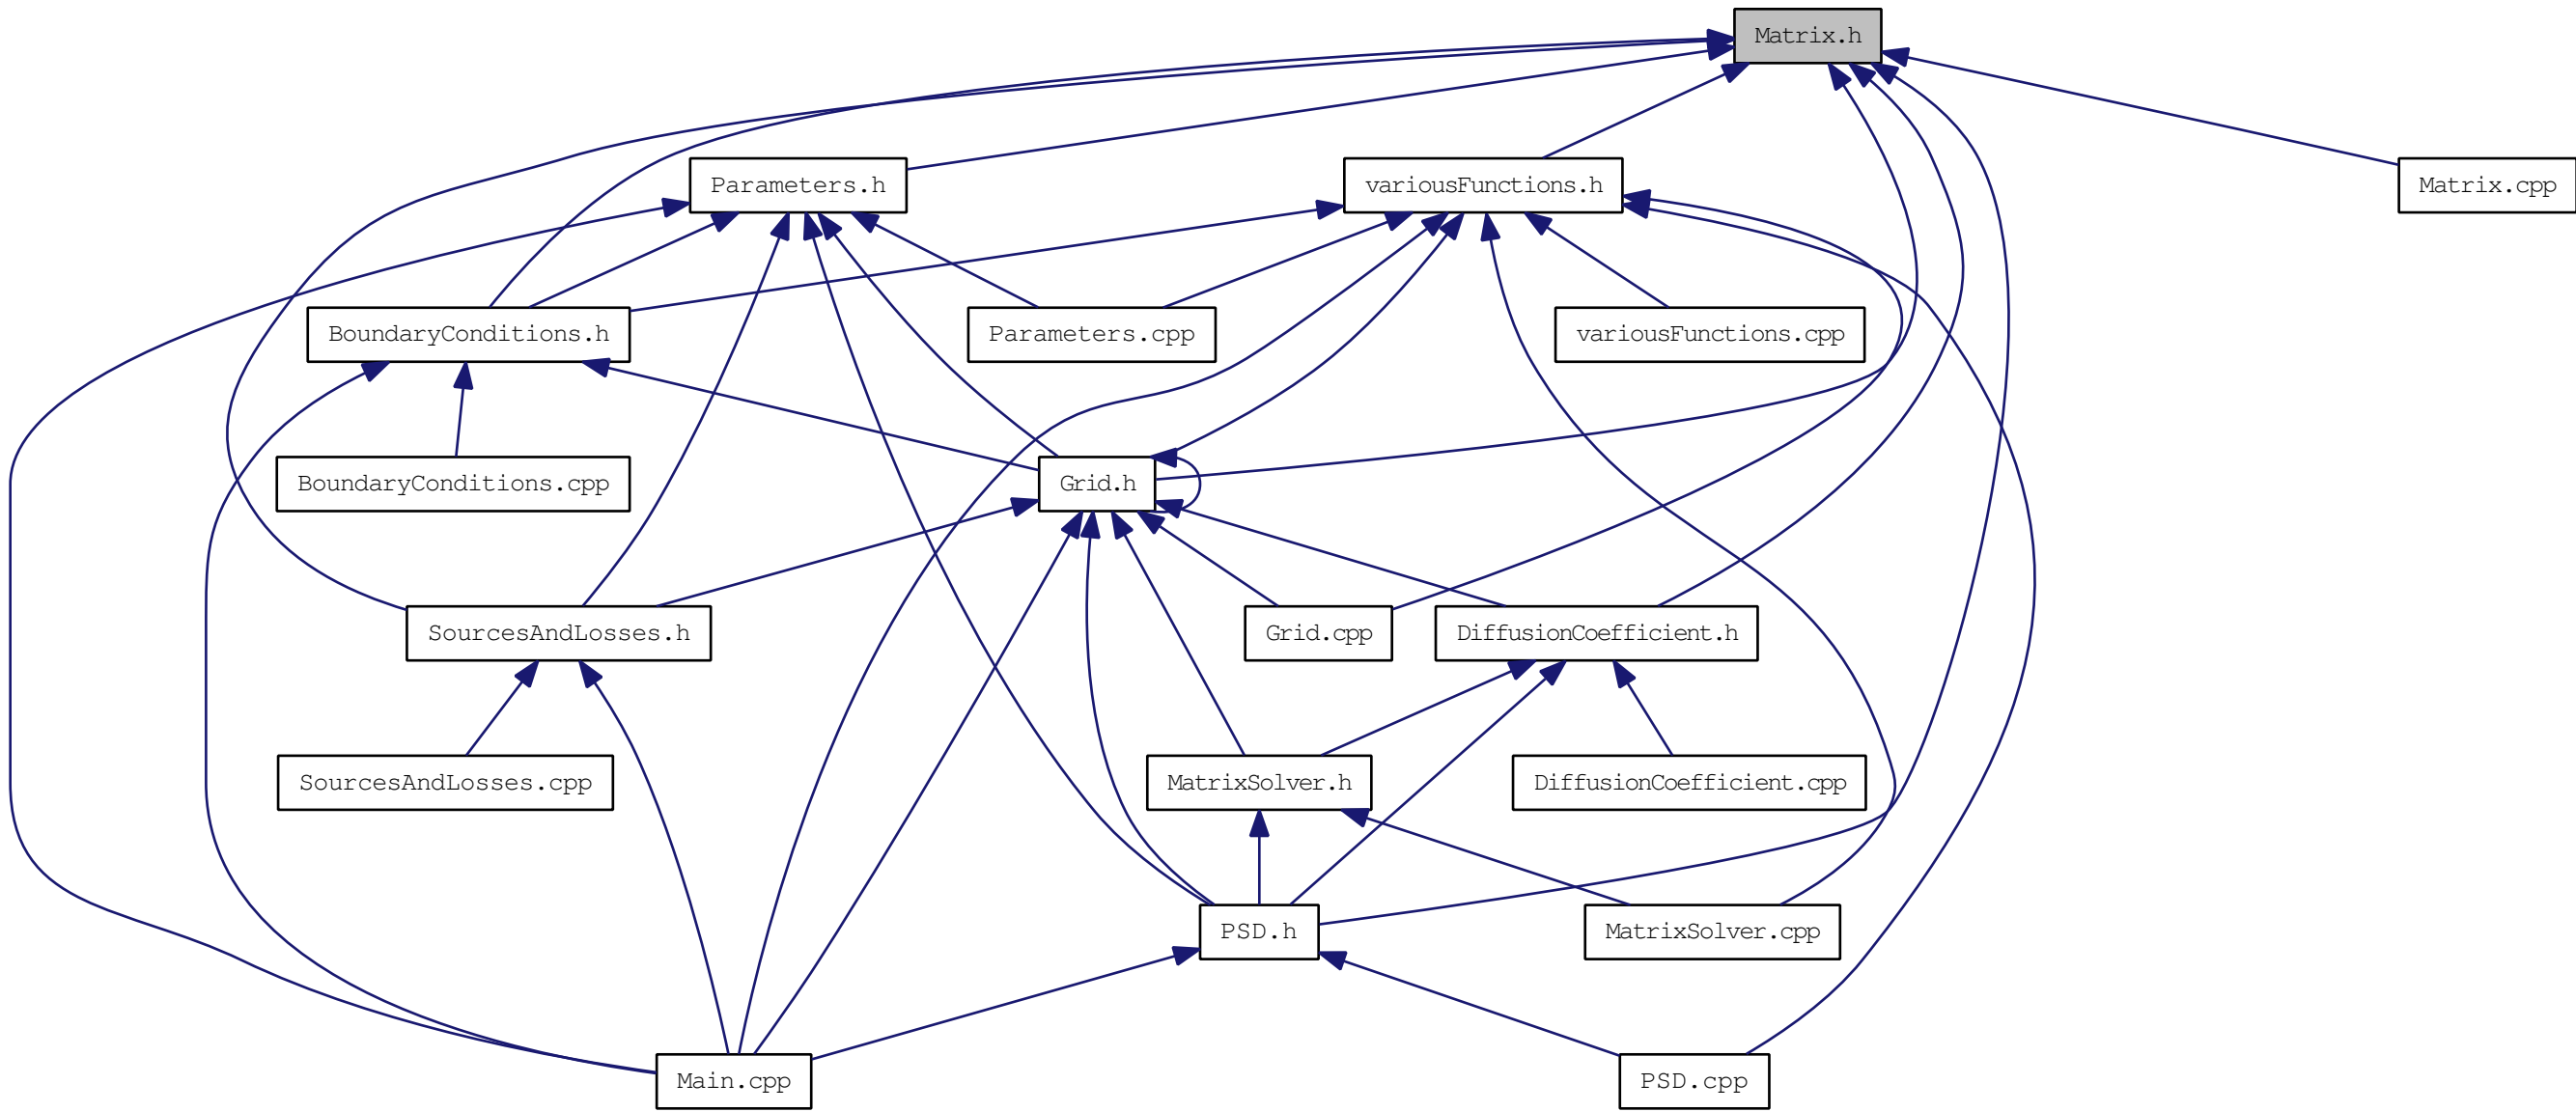 Matrix.h
Parameters.h
variousFunctions.h
Matrix.cpp
BoundaryConditions.h
Parameters.cpp
variousFunctions.cpp
BoundaryConditions.cpp
Grid.h
SourcesAndLosses.h
Grid.cpp
DiffusionCoefficient.h
SourcesAndLosses.cpp
MatrixSolver.h
DiffusionCoefficient.cpp
PSD.h
MatrixSolver.cpp
Main.cpp
PSD.cpp